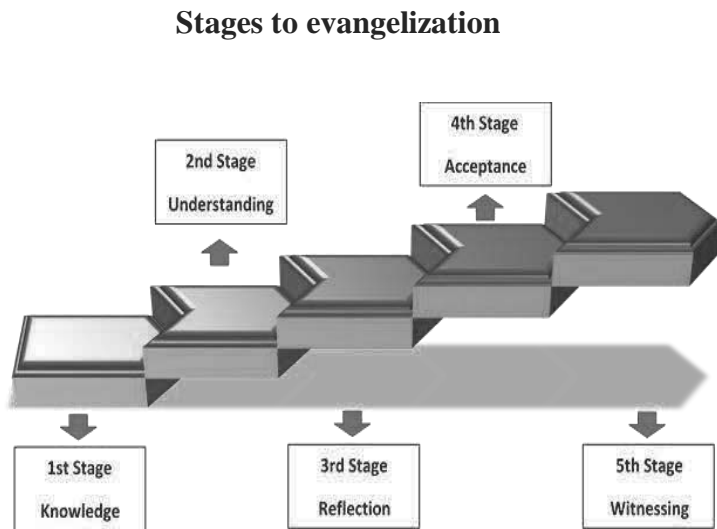 Stages to evangelization
1st Stage
Knowledge
2nd Stage
Understanding
3rd Stage
Reflection
4th Stage
Acceptance
5th Stage
Witnessing